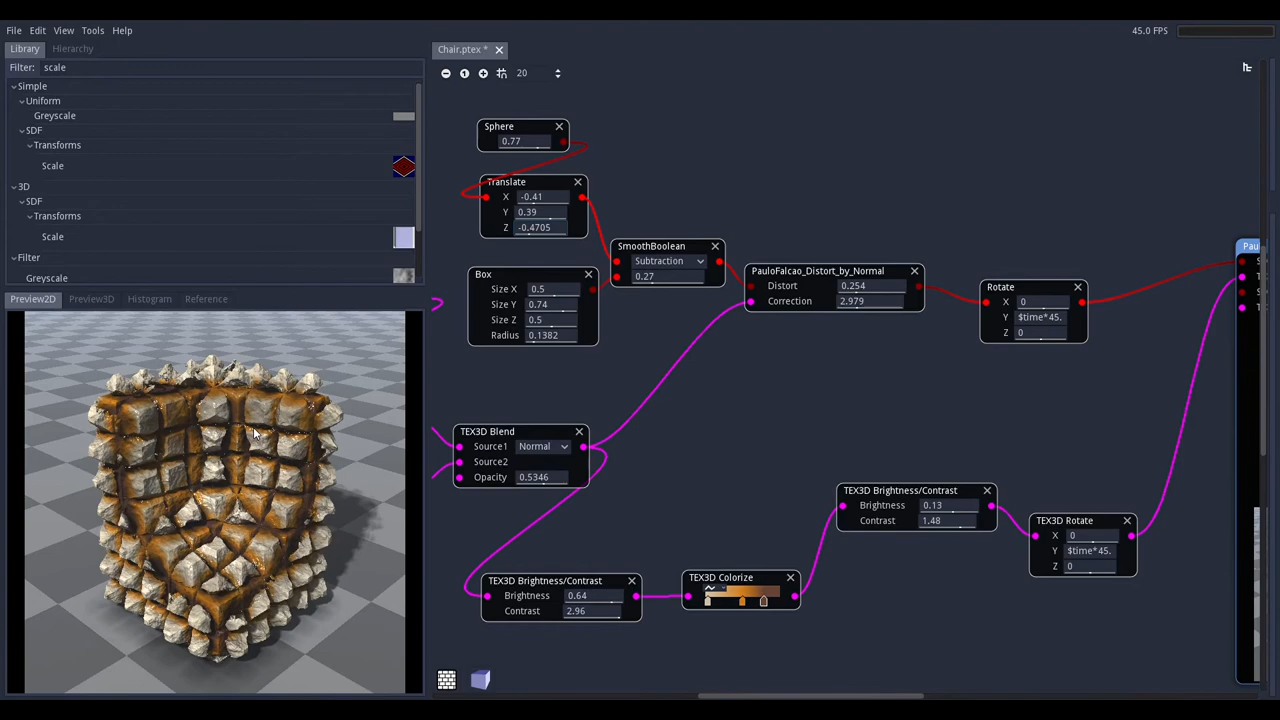 File Edit View Tools Help
45.0 FPS
Library Hierarchy
Chair.ptex *
Filter: scale
20
Simple
Uniform
Greyscale
SDF
Transforms
Scale
3D
SDF
Transforms
Scale
Filter
Greyscale
Preview2D Preview3D Histogram Reference
Sphere
0.77
Translate
X -0.41
Y 0.39
Z -0.4705
SmoothBoolean
Subtraction
0.27
Box
Size X 0.5
Size Y 0.74
Size Z 0.5
Radius 0.1382
PauloFalcao_Distort_by_Normal
Distort 0.254
Correction 2.979
Rotate
X 0
Y $time*45.
Z 0
Pau
TEX3D Blend
Source1 Normal
Source2
Opacity 0.5346
TEX3D Brightness/Contrast
Brightness 0.13
Contrast 1.48
TEX3D Rotate
X 0
Y $time*45.
Z 0
TEX3D Brightness/Contrast
Brightness 0.64
Contrast 2.96
TEX3D Colorize